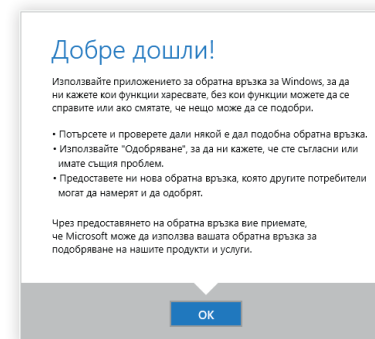 Добре дошли!
Използвайте приложението за обратна връзка за Windows, за да
ни кажете кои функции харесвате, без кои функции можете да се
справите или ако смятате, че нещо може да се подобри.
• Потърсете и проверете дали някой е дал подобна обратна връзка.
• Използвайте "Одобряване", за да ни кажете, че сте съгласни или
имате същия проблем.
• Предоставете ни нова обратна връзка, която другите потребители
могат да намерят и да одобрят.
Чрез предоставянето на обратна връзка вие приемате,
че Microsoft може да използва вашата обратна връзка за
подобряване на нашите продукти и услуги.
OK